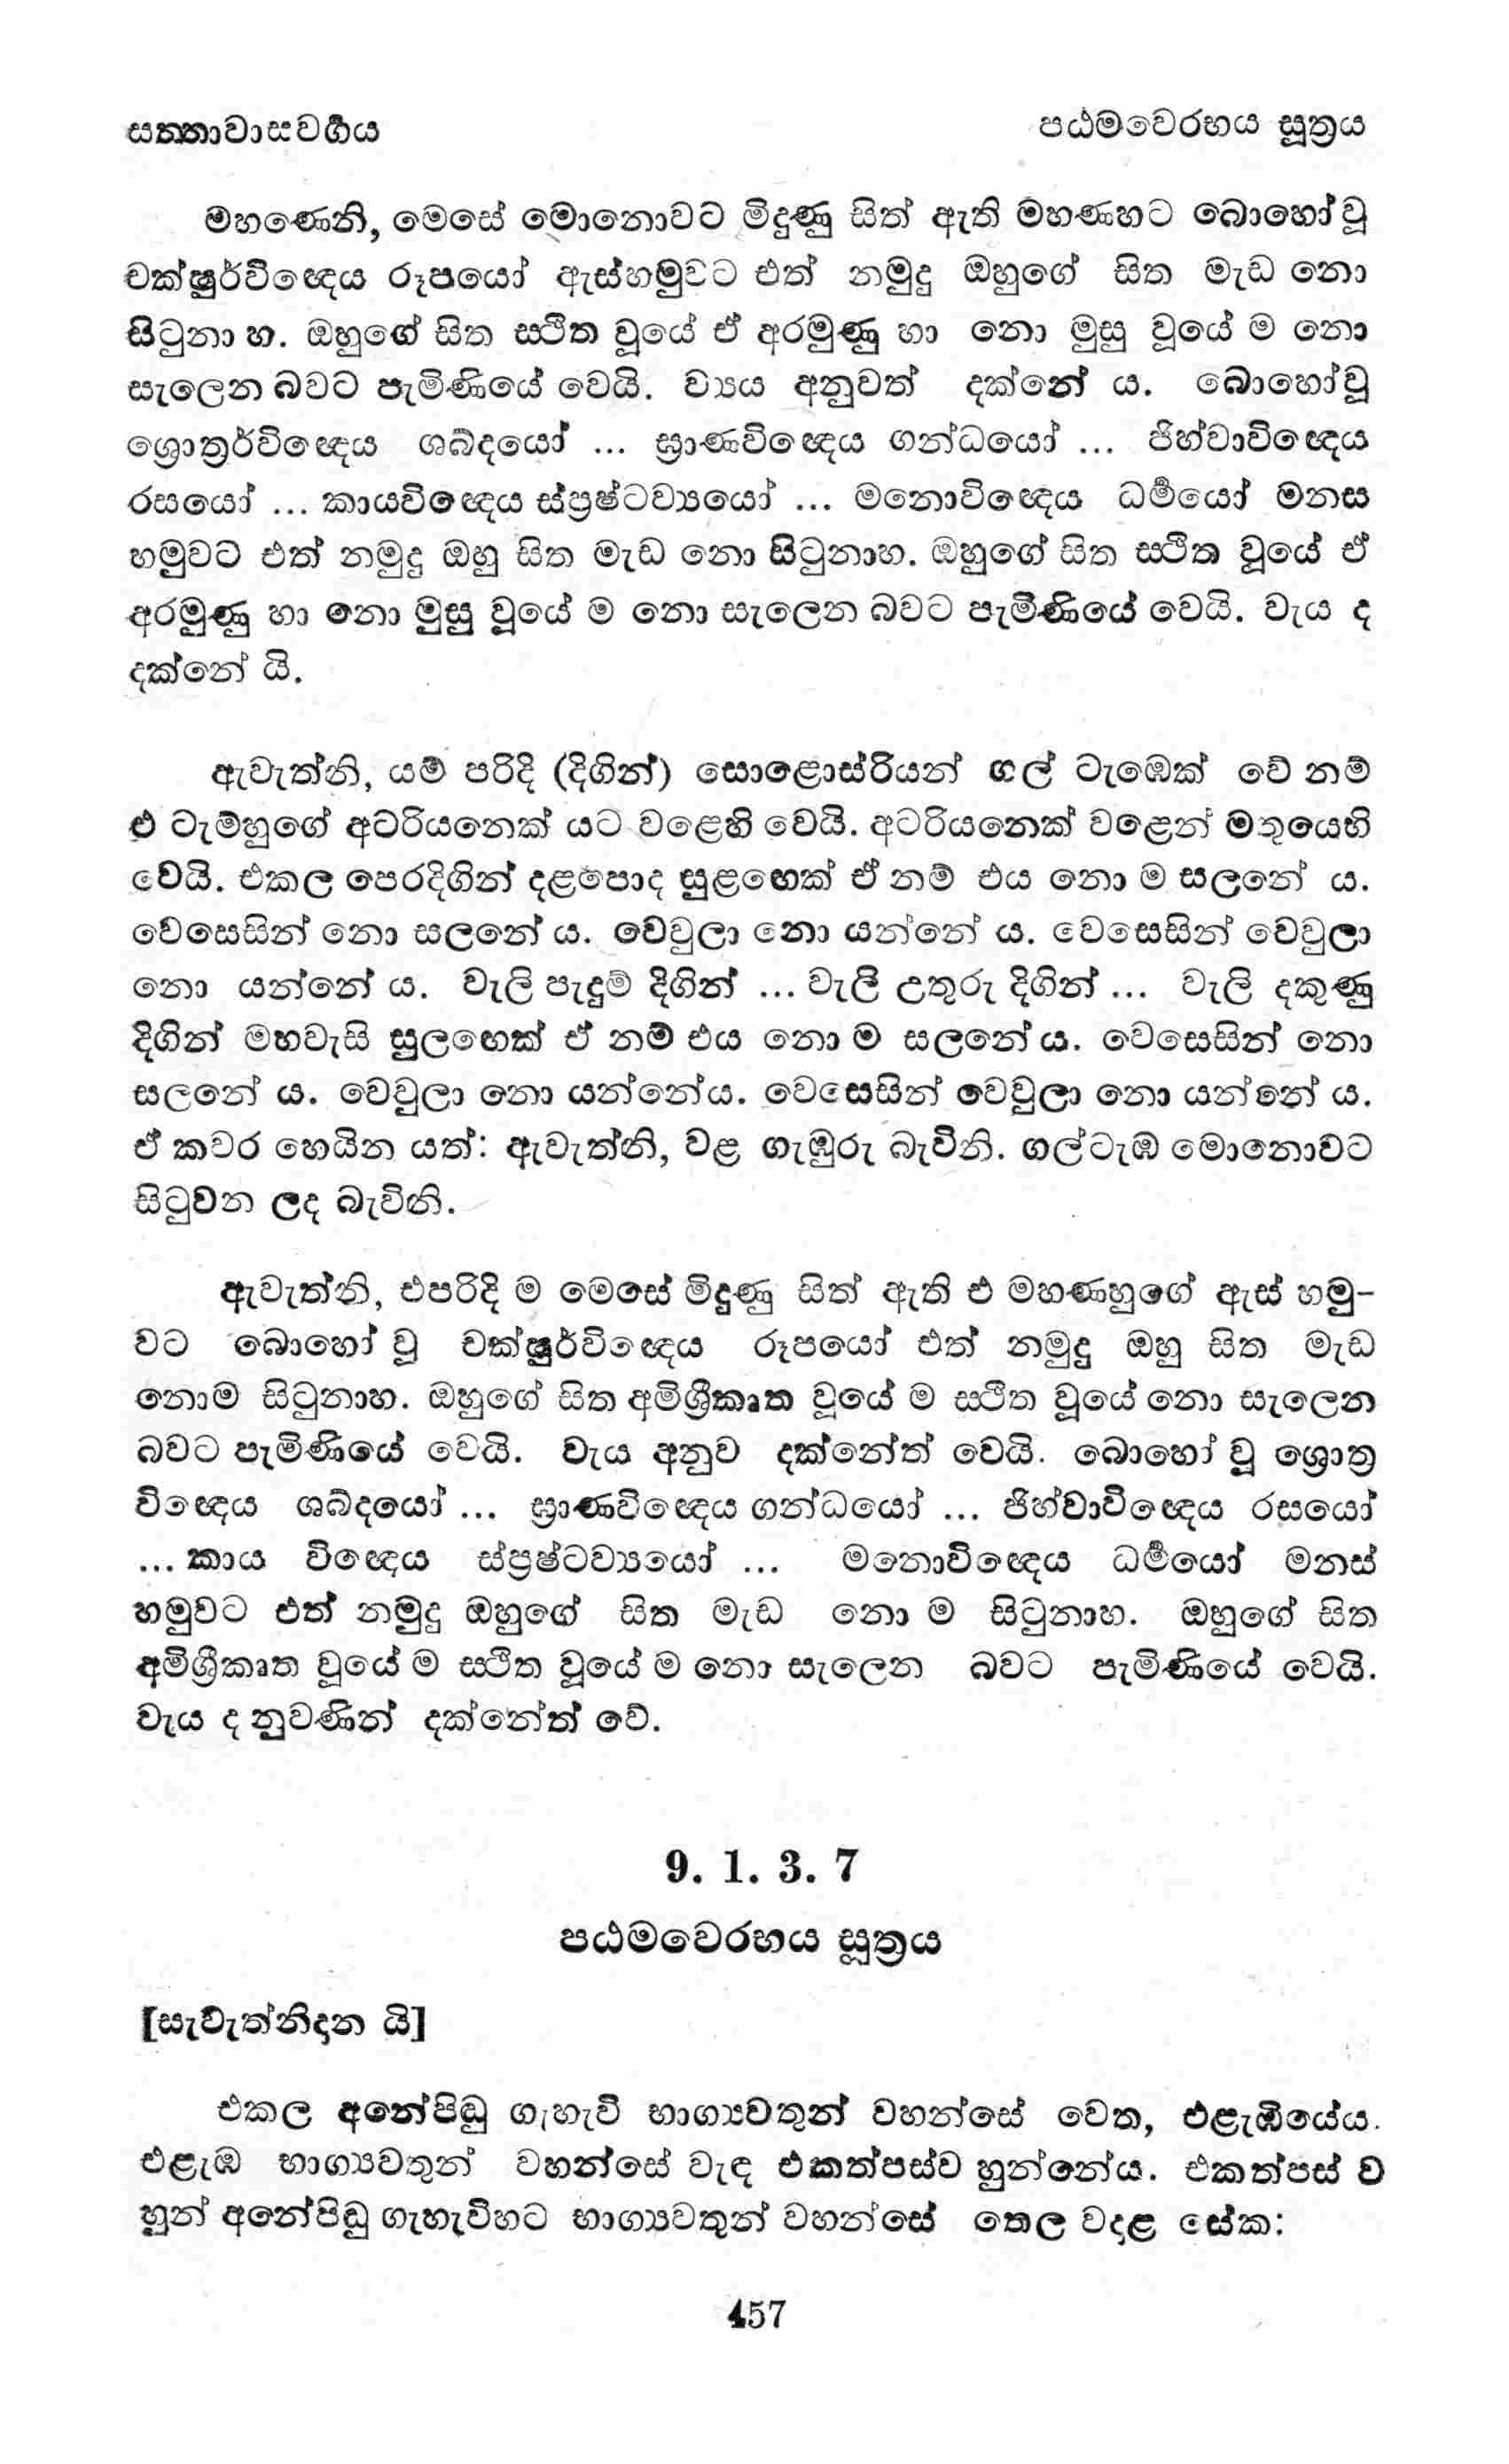 සත්තාවාසවර්‍ගය
පඨමවෙරභය සූත්‍රය
මහණෙනි, මෙසේ මොනොවට මිදුණු සිත් ඇති මහණහට බොහෝ වූ
චක්ෂුර්විඥෙය රූපයෝ ඇස්හමුවට එත් නමුදු ඔහුගේ සිත මැඩ නො
සිටුනා හ. ඔහුගේ සිත ස්ථිත වූයේ ඒ අරමුණු හා නො මුසු වූයේ ම නො
සැලෙන බවට පැමිණියේ වෙයි. ව්‍යය අනුවත් දක්නේ ය. බොහෝවූ
ශ්‍රොත්‍රර්විඥෙය ශබ්දයෝ ... ඝ්‍රාණවිඥෙය ගන්ධයෝ ... ජිහ්වාවිඥෙය
රසයෝ ... කායවිඥෙය ස්ප්‍රෂ්ටව්‍යයෝ ... මනොවිඥෙය ධර්‍මයෝ මනස
හමුවට එත් නමුදු ඔහු සිත මැඩ නො සිටුනාහ. ඔහුගේ සිත ස්ථිත වූයේ ඒ
අරමුණු හා නො මුසු වූයේ ම නො සැලෙන බවට පැමිණියේ වෙයි. වැය ද
දක්නේ යි.
ඇවැත්නි, යම් පරිදි (දිගින්) සොළොස්රියන් ගල් ටැඹෙක් වේ නම්
එ ටැම්හුගේ අටරියනෙක් යට වළෙහි වෙයි. අටරියනෙක් වළෙන් මතුයෙහි
වෙයි. එකල පෙරදිගින් දළපොද සුළඟෙක් ඒ නම් එය නො ම සලනේ ය.
වෙසෙසින් නො සලනේ ය. වෙවුලා නො යන්නේ ය. වෙසෙසින් වෙවුලා
නො යන්නේ ය. වැලි පැදුම් දිගින් ... වැලි උතුරු දිගින් ... වැලි දකුණු
දිගින් මහවැසි සුලඟෙක් ඒ නම් එය නො ම සලනේ ය. වෙසෙසින් නො
සලනේ ය. වෙවුලා නො යන්නේය. වෙසෙසින් වෙවුලා නො යන්නේ ය.
ඒ කවර හෙයින යත්: ඇවැත්නි, වළ ගැඹුරු බැවිනි. ගල්ටැඹ මොනොවට
සිටුවන ලද බැවිනි.
ඇවැත්නි, එපරිදි ම මෙසේ මිදුණු සිත් ඇති එ මහණහුගේ ඇස් හමු-
වට බොහෝ වූ චක්ෂුර්විඥෙය රූපයෝ එත් නමුදු ඔහු සිත මැඩ
නොම සිටුනාහ. ඔහුගේ සිත අමිශ්‍රීකෘත වූයේ ම ස්ථිත වූයේ නො සැලෙන
බවට පැමිණියේ වෙයි. වැය අනුව දක්නේත් වෙයි. බොහෝ වූ ශ්‍රොත්‍ර
විඥෙය ශබ්දයෝ ... ඝ්‍රාණවිඥෙය ගන්ධයෝ ... ජිහ්වාවිඥෙය රසයෝ
... කාය විඥෙය ස්ප්‍රෂ්ටව්‍යයෝ ... මනොවිඥෙය ධර්‍මයෝ මනස්
හමුවට එත් නමුදු ඔහුගේ සිත මැඩ නො ම සිටුනාහ. ඔහුගේ සිත
අමිශ්‍රීකෘත වූයේ ම ස්ථිත වූයේ ම නො සැලෙන බවට පැමිණියේ වෙයි.
වැය ද නුවණින් දක්නේත් වේ.
9. 1. 3. 7
පඨමවෙරභය සූත්‍රය
[සැවැත්නිදන යි]
එකල අනේපිඬු ගැහැවි භාග්‍යවතුන් වහන්සේ වෙත, එළැඹියේය.
එළැඹ භාග්‍යවතුන් වහන්සේ වැඳ එකත්පස්ව හුන්නේය. එකත්පස් ව
හුන් අනේපිඬු ගැහැවිහට භාග්‍යවතුන් වහන්සේ තෙල වදළ සේක:
457